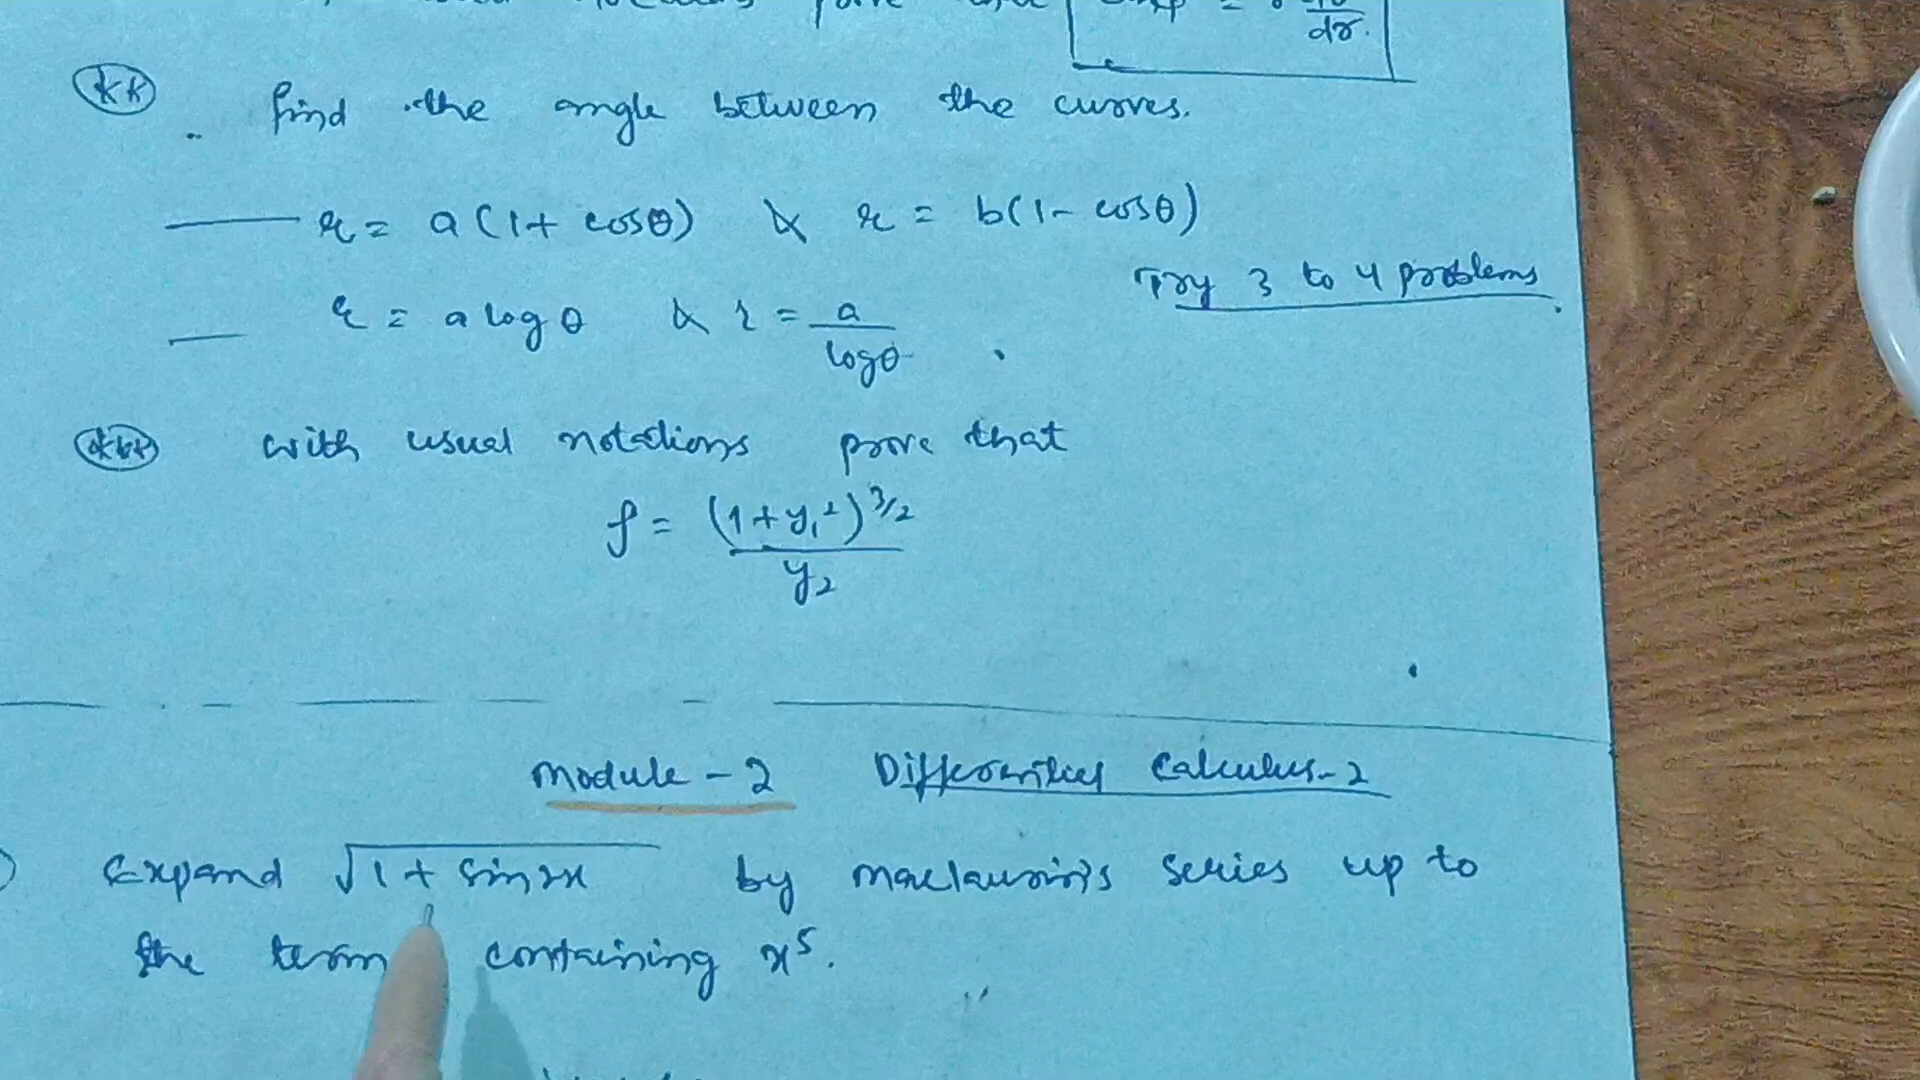 prove = dr.
** find the angle between the curves.
r = a(1+ cosθ) & r = b(1- cosθ)
Try 3 to 4 problems
r = a log θ & r = a/logθ
*** with usual notations prove that
ρ = (1+y₁²)^3/2 / y₂
Module - 2 Differential Calculus-2
Expand √1+ sin2x by maclaurin's series up to
the term containing x⁵.